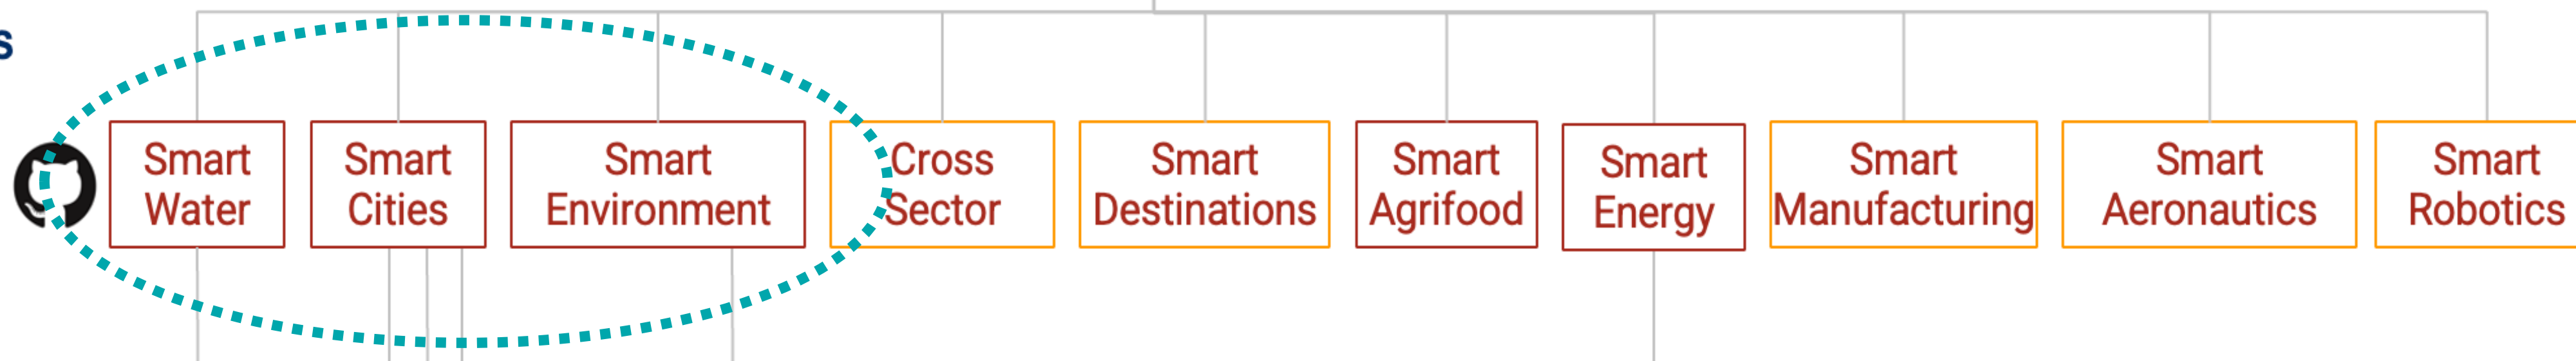 s
Smart
Water
Smart
Cities
Smart
Environment
Cross
Sector
Smart
Destinations
Smart
Agrifood
Smart
Energy
Smart
Manufacturing
Smart
Aeronautics
Smart
Robotics